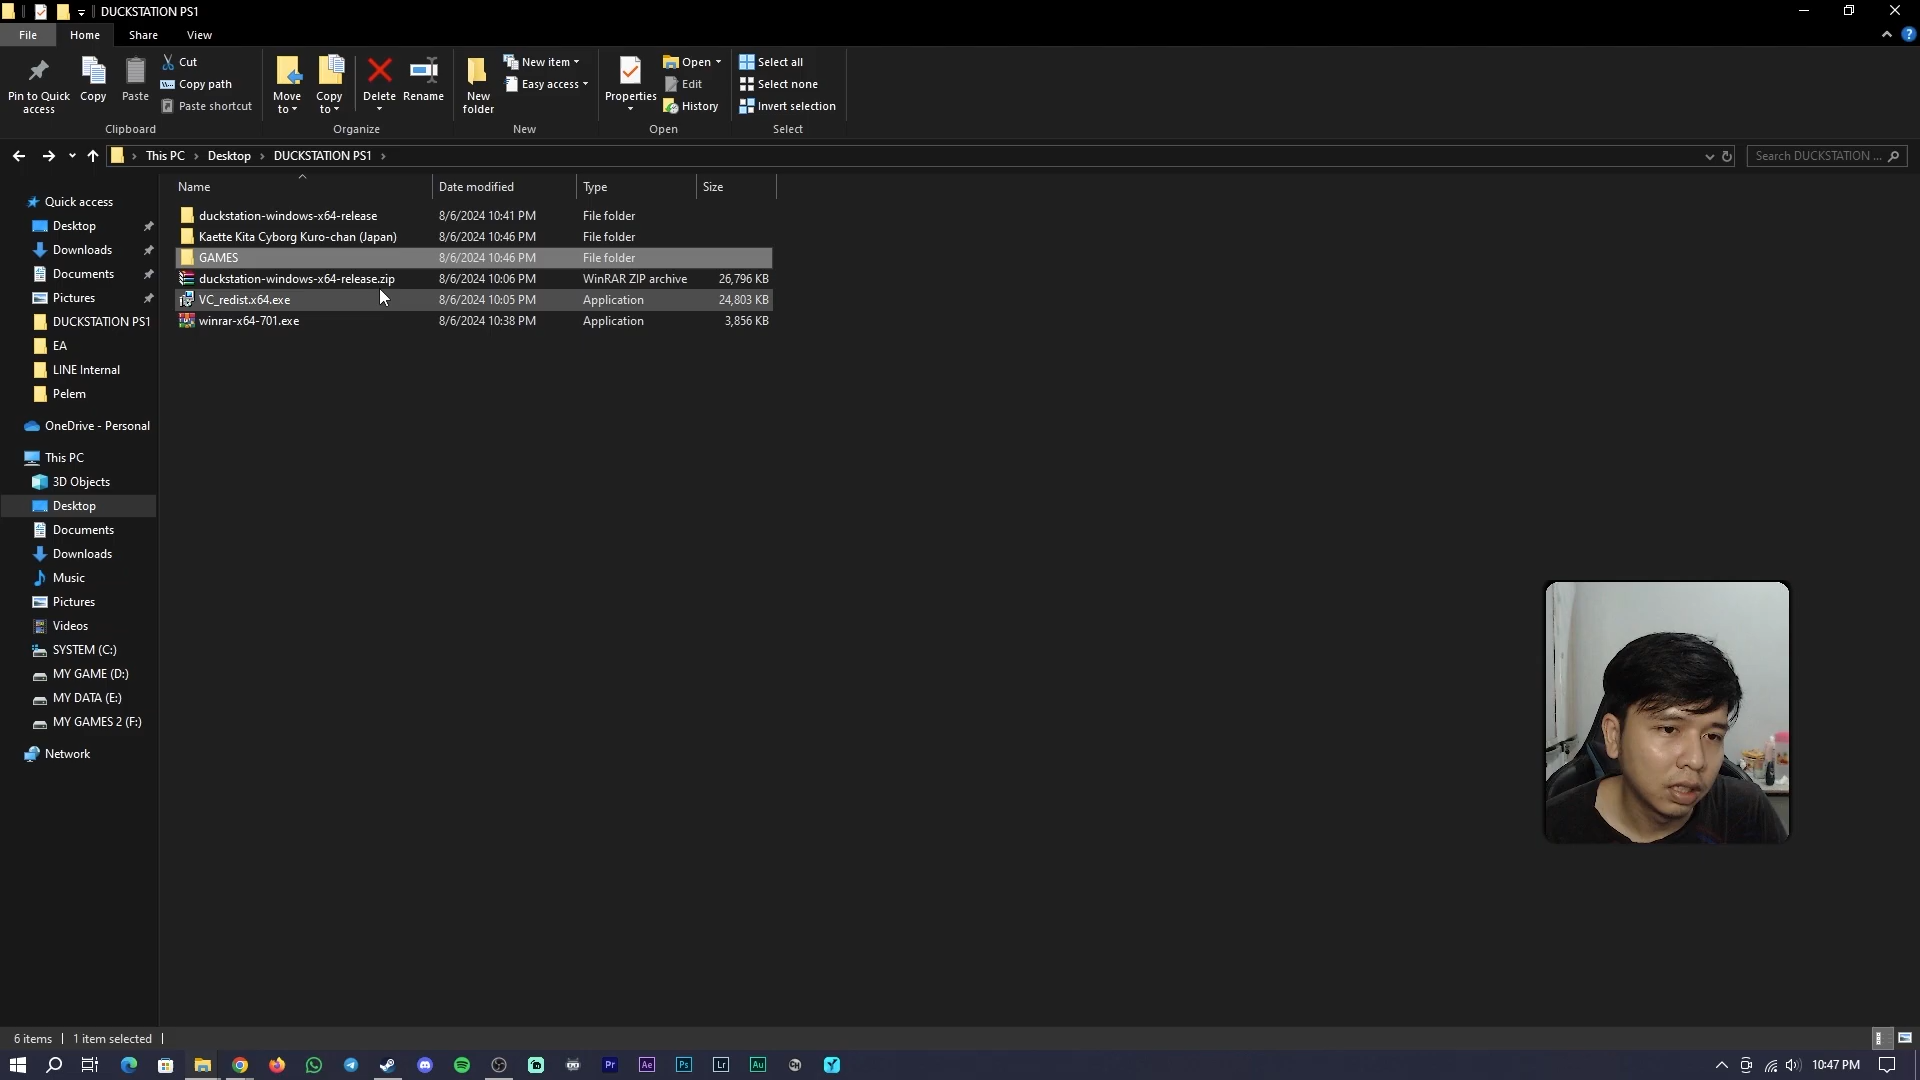 DUCKSTATION PS1
File Home Share View
Pin to Quick access
Copy
Paste
Cut
Copy path
Paste shortcut
Clipboard
Move to
Copy to
Delete
Rename
Organize
New folder
New item
Easy access
New
Properties
Open
Edit
History
Open
Select all
Select none
Invert selection
Select
This PC > Desktop > DUCKSTATION PS1 >
Search DUCKSTATION ...
Name Date modified Type Size
duckstation-windows-x64-release 8/6/2024 10:41 PM File folder
Kaette Kita Cyborg Kuro-chan (Japan) 8/6/2024 10:46 PM File folder
GAMES 8/6/2024 10:46 PM File folder
duckstation-windows-x64-release.zip 8/6/2024 10:06 PM WinRAR ZIP archive 26,796 KB
VC_redist.x64.exe 8/6/2024 10:05 PM Application 24,803 KB
winrar-x64-701.exe 8/6/2024 10:38 PM Application 3,856 KB
Quick access
Desktop
Downloads
Documents
Pictures
DUCKSTATION PS1
EA
LINE Internal
Pelem
OneDrive - Personal
This PC
3D Objects
Desktop
Documents
Downloads
Music
Pictures
Videos
SYSTEM (C:)
MY GAME (D:)
MY DATA (E:)
MY GAMES 2 (F:)
Network
6 items 1 item selected
Pr Ae Ps Lr Au
10:47 PM